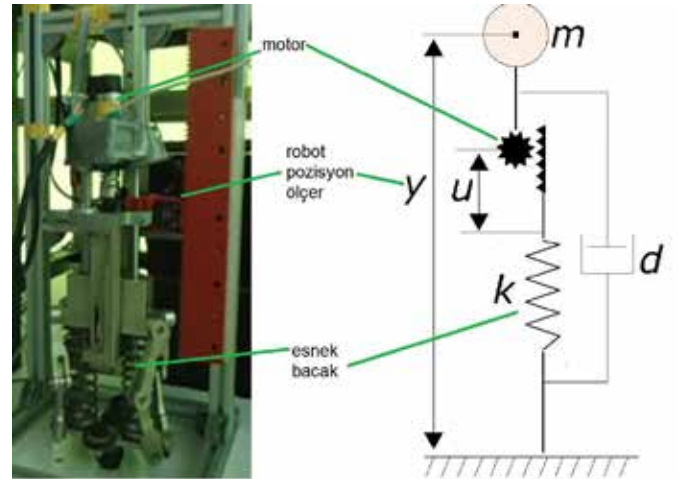 motor
robot
pozisyon
ölçer
esnek
bacak
m
y
u
k
d